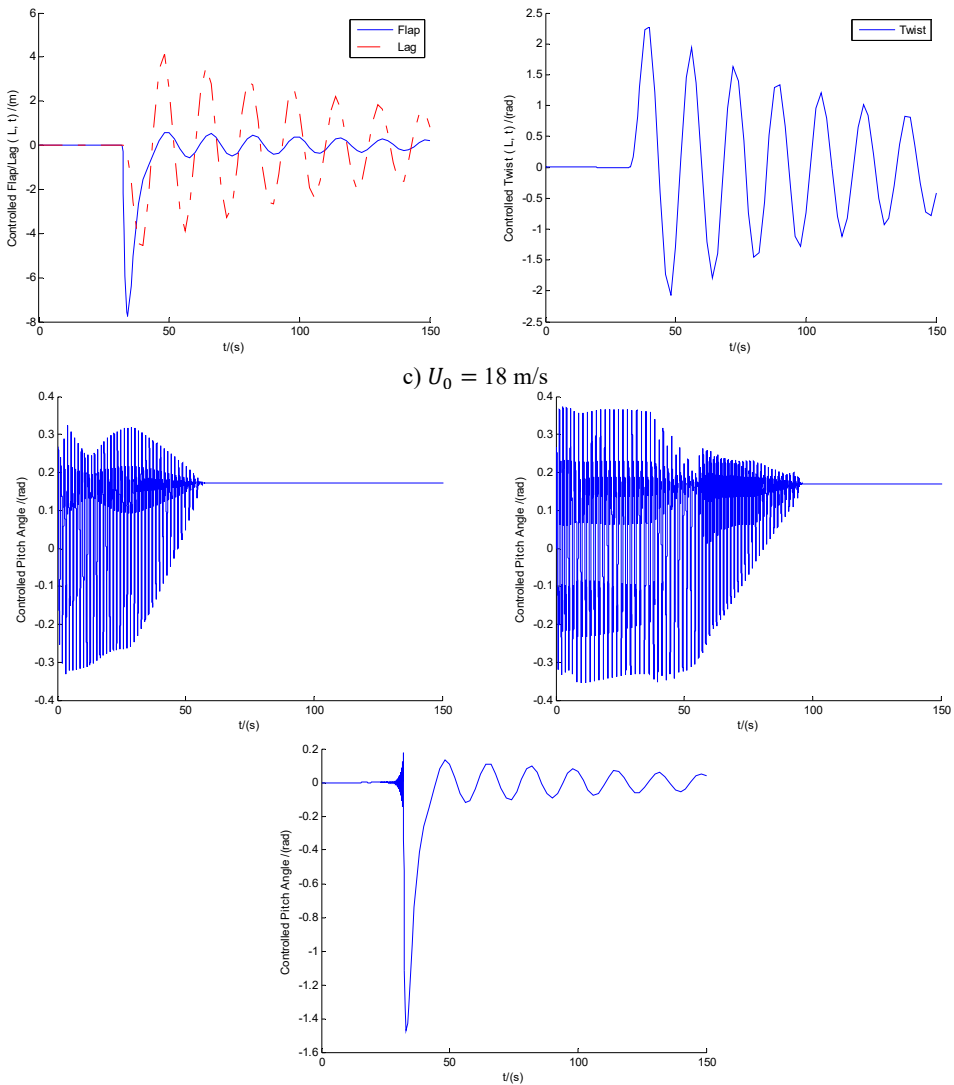 6
4
2
0
-2
-4
-6
-8
0 50 100 150
t/(s)
Controlled Flap/Lag ( L, t) /(m)
Flap
Lag
2.5
2
1.5
1
0.5
0
-0.5
-1
-1.5
-2
-2.5
0 50 100 150
t/(s)
Controlled Twist ( L, t) /(rad)
Twist
c) U₀ = 18 m/s
0.4
0.3
0.2
0.1
0
-0.1
-0.2
-0.3
-0.4
0 50 100 150
t/(s)
Controlled Pitch Angle /(rad)
0.4
0.3
0.2
0.1
0
-0.1
-0.2
-0.3
-0.4
0 50 100 150
t/(s)
Controlled Pitch Angle /(rad)
0.2
0
-0.2
-0.4
-0.6
-0.8
-1
-1.2
-1.4
-1.6
0 50 100 150
t/(s)
Controlled Pitch Angle /(rad)